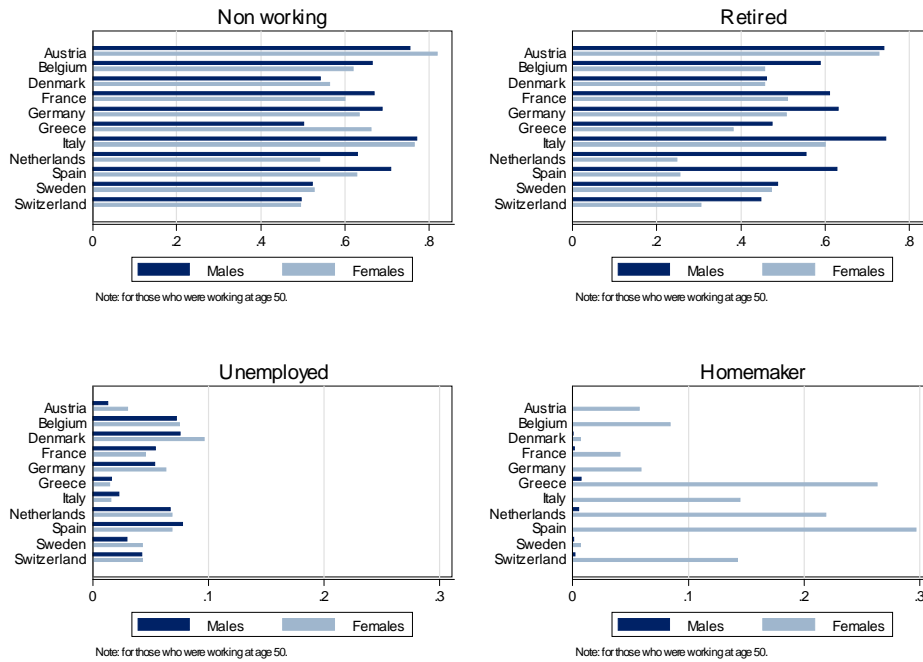 Non working
Austria
Belgium
Denmark
France
Germany
Greece
Italy
Netherlands
Spain
Sweden
Switzerland
0 .2 .4 .6 .8
Males Females
Note: for those who were working at age 50.
Retired
Austria
Belgium
Denmark
France
Germany
Greece
Italy
Netherlands
Spain
Sweden
Switzerland
0 .2 .4 .6 .8
Males Females
Note: for those who were working at age 50.
Unemployed
Austria
Belgium
Denmark
France
Germany
Greece
Italy
Netherlands
Spain
Sweden
Switzerland
0 .1 .2 .3
Males Females
Note: for those who were working at age 50.
Homemaker
Austria
Belgium
Denmark
France
Germany
Greece
Italy
Netherlands
Spain
Sweden
Switzerland
0 .1 .2 .3
Males Females
Note: for those who were working at age 50.